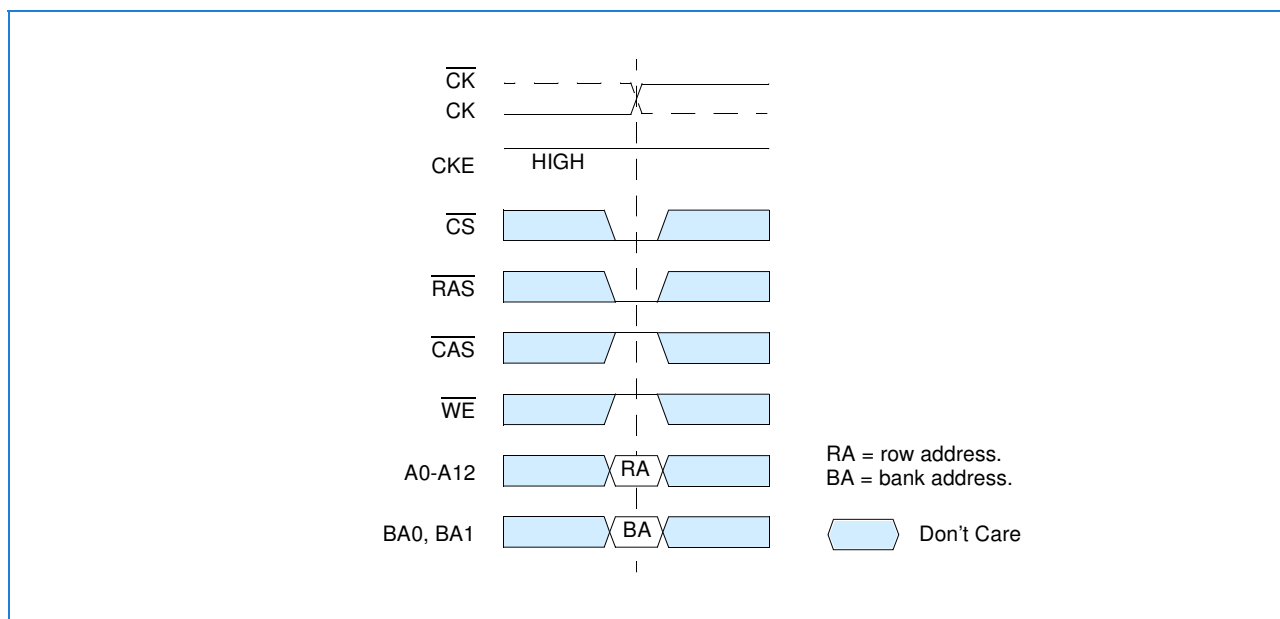 CK
CK
CKE HIGH
CS
RAS
CAS
WE
A0-A12 RA
RA = row address.
BA = bank address.
BA0, BA1 BA
Don't Care